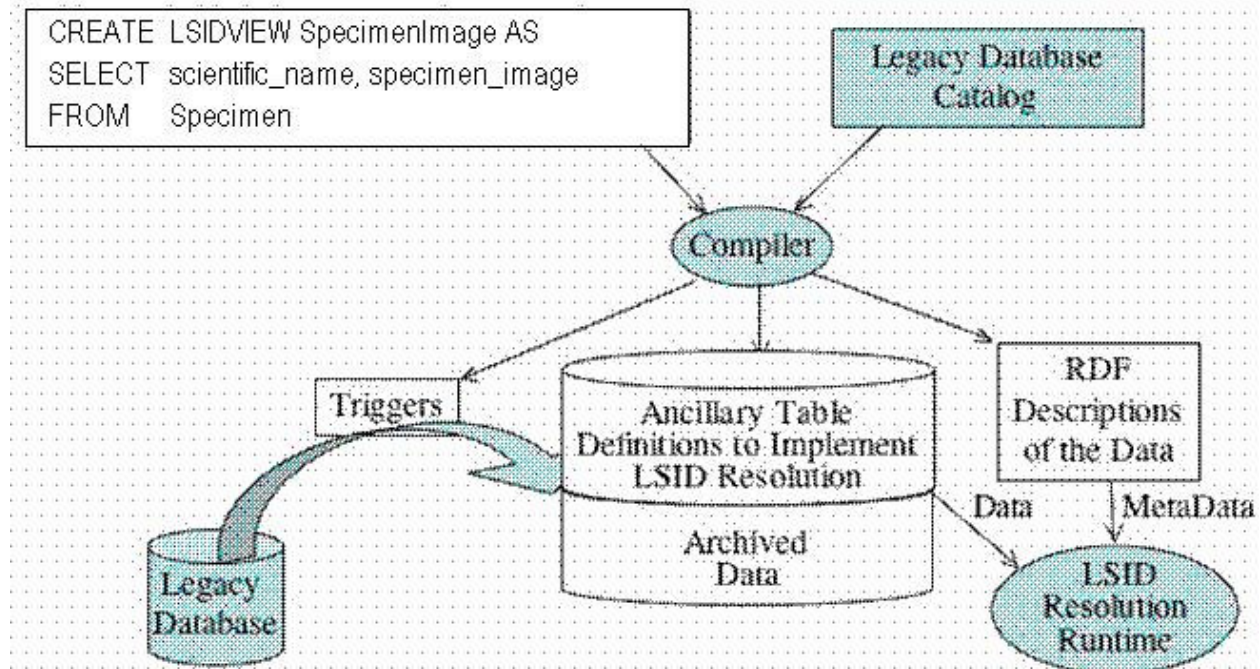 CREATE LSIDVIEW SpecimenImage AS
SELECT scientific_name, specimen_image
FROM Specimen
Legacy Database
Catalog
Compiler
Triggers
Ancillary Table
Definitions to Implement
LSID Resolution
RDF
Descriptions
of the Data
Data
MetaData
Archived
Data
Legacy
Database
LSID
Resolution
Runtime